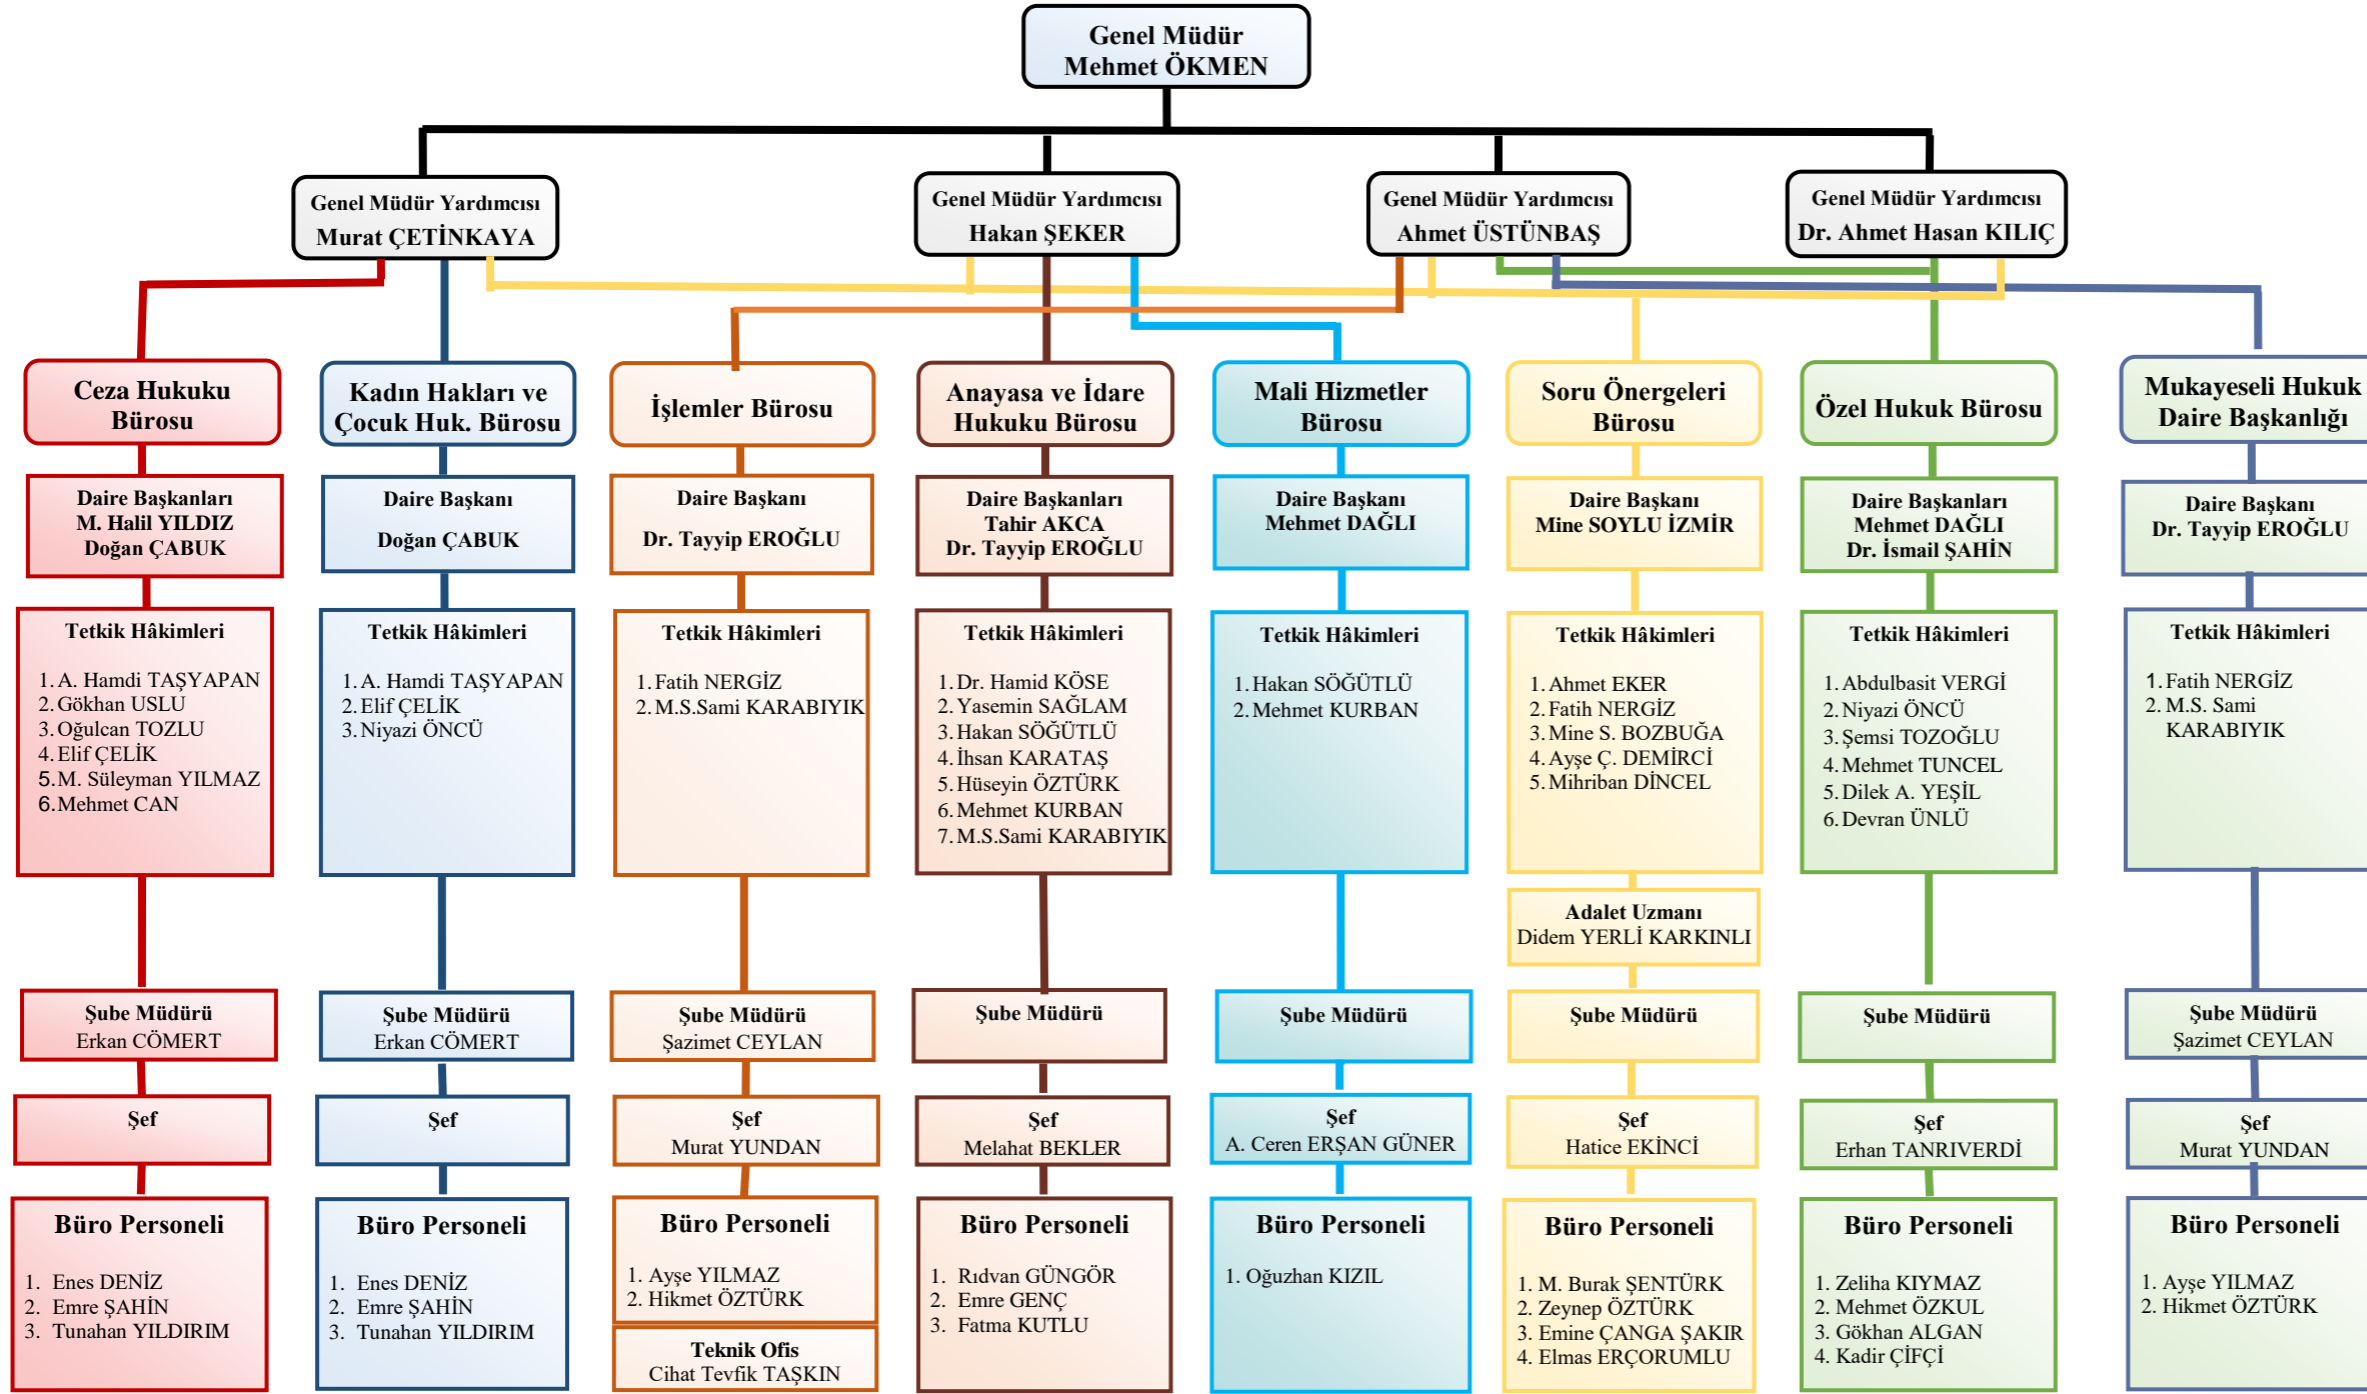 Genel Müdür
Mehmet ÖKMEN
Genel Müdür Yardımcısı
Murat ÇETİNKAYA
Genel Müdür Yardımcısı
Hakan ŞEKER
Genel Müdür Yardımcısı
Ahmet ÜSTÜNBAŞ
Genel Müdür Yardımcısı
Dr. Ahmet Hasan KILIÇ
Ceza Hukuku
Bürosu
Daire Başkanları
M. Halil YILDIZ
Doğan ÇABUK
Tetkik Hâkimleri
1. A. Hamdi TAŞYAPAN
2. Gökhan USLU
3. Oğulcan TOZLU
4. Elif ÇELİK
5. M. Süleyman YILMAZ
6. Mehmet CAN
Şube Müdürü
Erkan CÖMERT
Şef
Büro Personeli
1. Enes DENİZ
2. Emre ŞAHİN
3. Tunahan YILDIRIM
Kadın Hakları ve
Çocuk Huk. Bürosu
Daire Başkanı
Doğan ÇABUK
Tetkik Hâkimleri
1. A. Hamdi TAŞYAPAN
2. Elif ÇELİK
3. Niyazi ÖNCÜ
Şube Müdürü
Erkan CÖMERT
Şef
Büro Personeli
1. Enes DENİZ
2. Emre ŞAHİN
3. Tunahan YILDIRIM
İşlemler Bürosu
Daire Başkanı
Dr. Tayyip EROĞLU
Tetkik Hâkimleri
1. Fatih NERGİZ
2. M.S.Sami KARABIYIK
Şube Müdürü
Şazimet CEYLAN
Şef
Murat YUNDAN
Büro Personeli
1. Ayşe YILMAZ
2. Hikmet ÖZTÜRK
Teknik Ofis
Cihat Tevfik TAŞKIN
Anayasa ve İdare
Hukuku Bürosu
Daire Başkanları
Tahir AKCA
Dr. Tayyip EROĞLU
Tetkik Hâkimleri
1. Dr. Hamid KÖSE
2. Yasemin SAĞLAM
3. Hakan SÖĞÜTLÜ
4. İhsan KARATAŞ
5. Hüseyin ÖZTÜRK
6. Mehmet KURBAN
7. M.S.Sami KARABIYIK
Şube Müdürü
Şef
Melahat BEKLER
Büro Personeli
1. Rıdvan GÜNGÖR
2. Emre GENÇ
3. Fatma KUTLU
Mali Hizmetler
Bürosu
Daire Başkanı
Mehmet DAĞLI
Tetkik Hâkimleri
1. Hakan SÖĞÜTLÜ
2. Mehmet KURBAN
Şube Müdürü
Şef
A. Ceren ERŞAN GÜNER
Büro Personeli
1. Oğuzhan KIZIL
Soru Önergeleri
Bürosu
Daire Başkanı
Mine SOYLU İZMİR
Tetkik Hâkimleri
1. Ahmet EKER
2. Fatih NERGİZ
3. Mine S. BOZBUĞA
4. Ayşe Ç. DEMİRCİ
5. Mihriban DİNCEL
Adalet Uzmanı
Didem YERLİ KARKINLI
Şube Müdürü
Şef
Hatice EKİNCİ
Büro Personeli
1. M. Burak ŞENTÜRK
2. Zeynep ÖZTÜRK
3. Emine ÇANGA ŞAKIR
4. Elmas ERÇORUMLU
Özel Hukuk Bürosu
Daire Başkanları
Mehmet DAĞLI
Dr. İsmail ŞAHİN
Tetkik Hâkimleri
1. Abdulbasit VERGİ
2. Niyazi ÖNCÜ
3. Şemsi TOZOĞLU
4. Mehmet TUNCEL
5. Dilek A. YEŞİL
6. Devran ÜNLÜ
Şube Müdürü
Şef
Erhan TANRIVERDİ
Büro Personeli
1. Zeliha KIYMAZ
2. Mehmet ÖZKUL
3. Gökhan ALGAN
4. Kadir ÇİFÇİ
Mukayeseli Hukuk
Daire Başkanlığı
Daire Başkanı
Dr. Tayyip EROĞLU
Tetkik Hâkimleri
1. Fatih NERGİZ
2. M.S. Sami
KARABIYIK
Şube Müdürü
Şazimet CEYLAN
Şef
Murat YUNDAN
Büro Personeli
1. Ayşe YILMAZ
2. Hikmet ÖZTÜRK